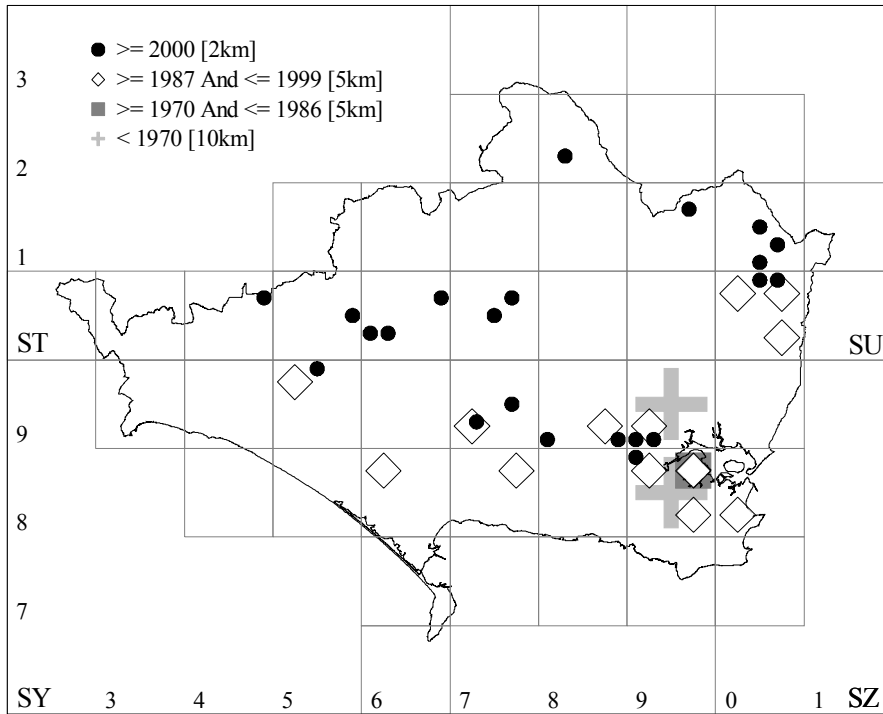 >= 2000 [2km]
>= 1987 And <= 1999 [5km]
>= 1970 And <= 1986 [5km]
< 1970 [10km]
3
2
1
ST
SU
9
8
7
SY 3 4 5 6 7 8 9 0 1 SZ